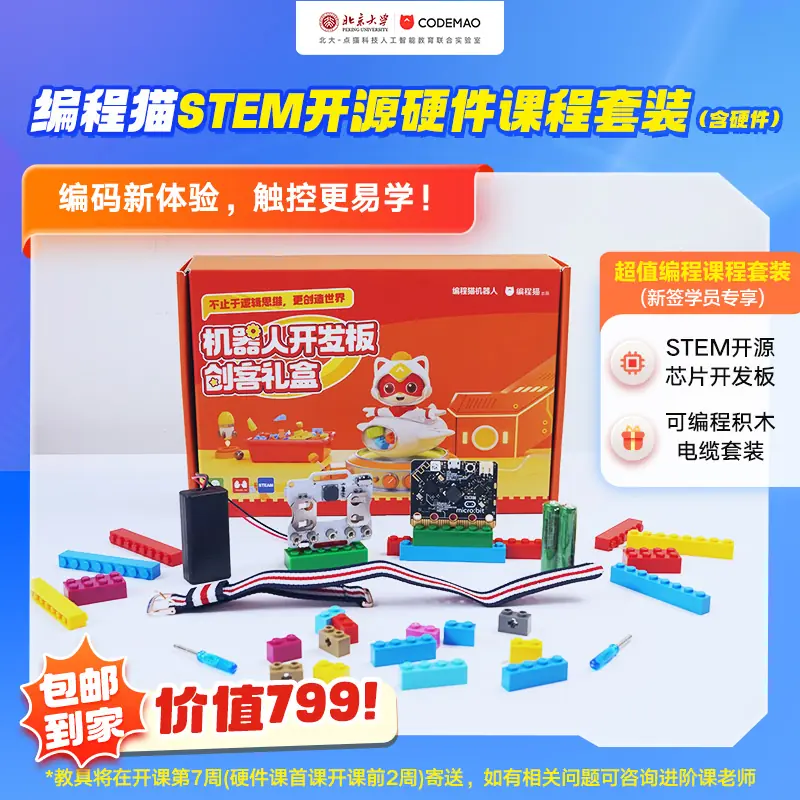 北京大学
PEKING UNIVERSITY
CODEMAO
北大-点猫科技人工智能教育联合实验室
编程猫STEM开源硬件课程套装(含硬件)
编码新体验，触控更易学！
超值编程课程套装
(新签学员专享)
STEM开源
芯片开发板
可编程积木
电缆套装
不止于逻辑思维，更创造世界
编程猫机器人
编程猫
机器人开发板
创客礼盒
STEAM
micro:bit
包邮
到家
价值799!
*教具将在开课第7周(硬件课首课开课前2周)寄送，如有相关问题可咨询进阶课老师